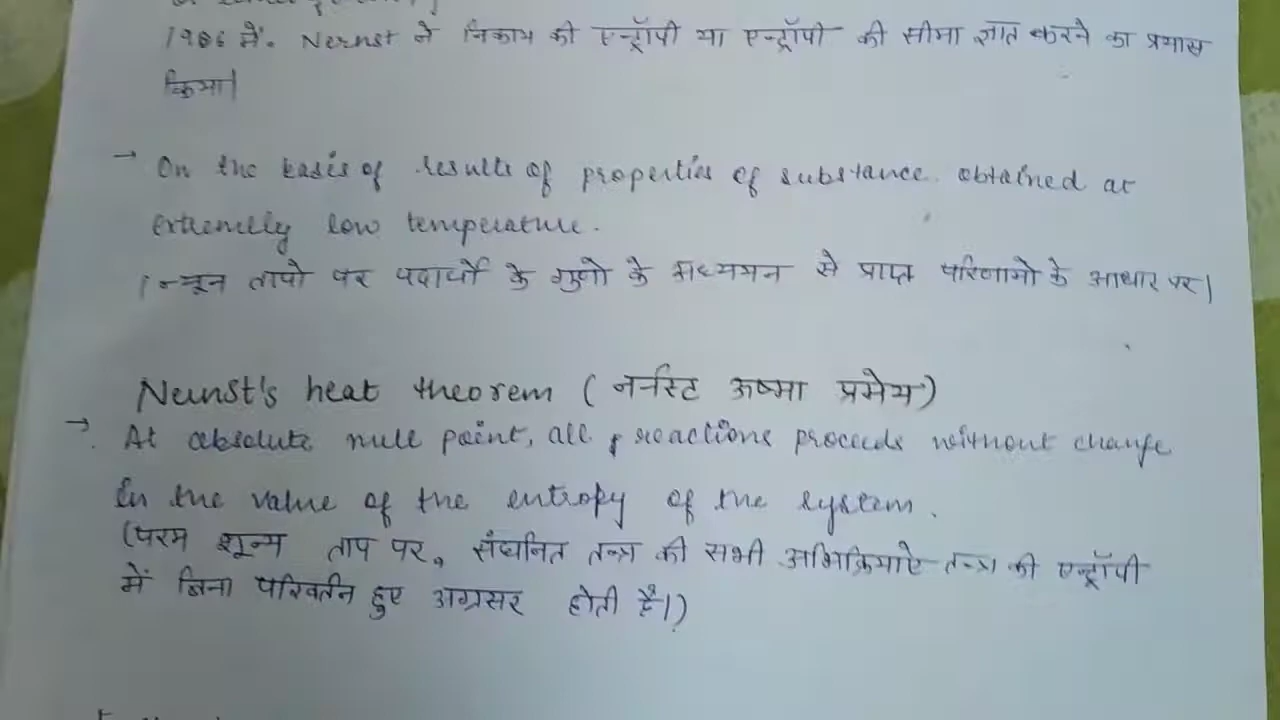 1906 में. Nernst ने निकाय की एन्ट्रॉपी या एन्ट्रॉपी की सीमा ज्ञात करने का प्रयास
किया।
→ On the basis of results of properties of substance. obtained at
extremely low temperature.
(न्यून तापो पर पदार्थों के गुणो के अध्ययन से प्राप्त परिणामो के आधार पर।
Nernst's heat theorem (नर्नस्ट ऊष्मा प्रमेय)
→ At absolute null point, all reactions proceeds without change
in the value of the entropy of the system.
(परम शून्य ताप पर, संघनित तन्त्र की सभी अभिक्रियाऐ तन्त्र की एन्ट्रॉपी
में बिना परिवर्तन हुए अग्रसर होती है।)